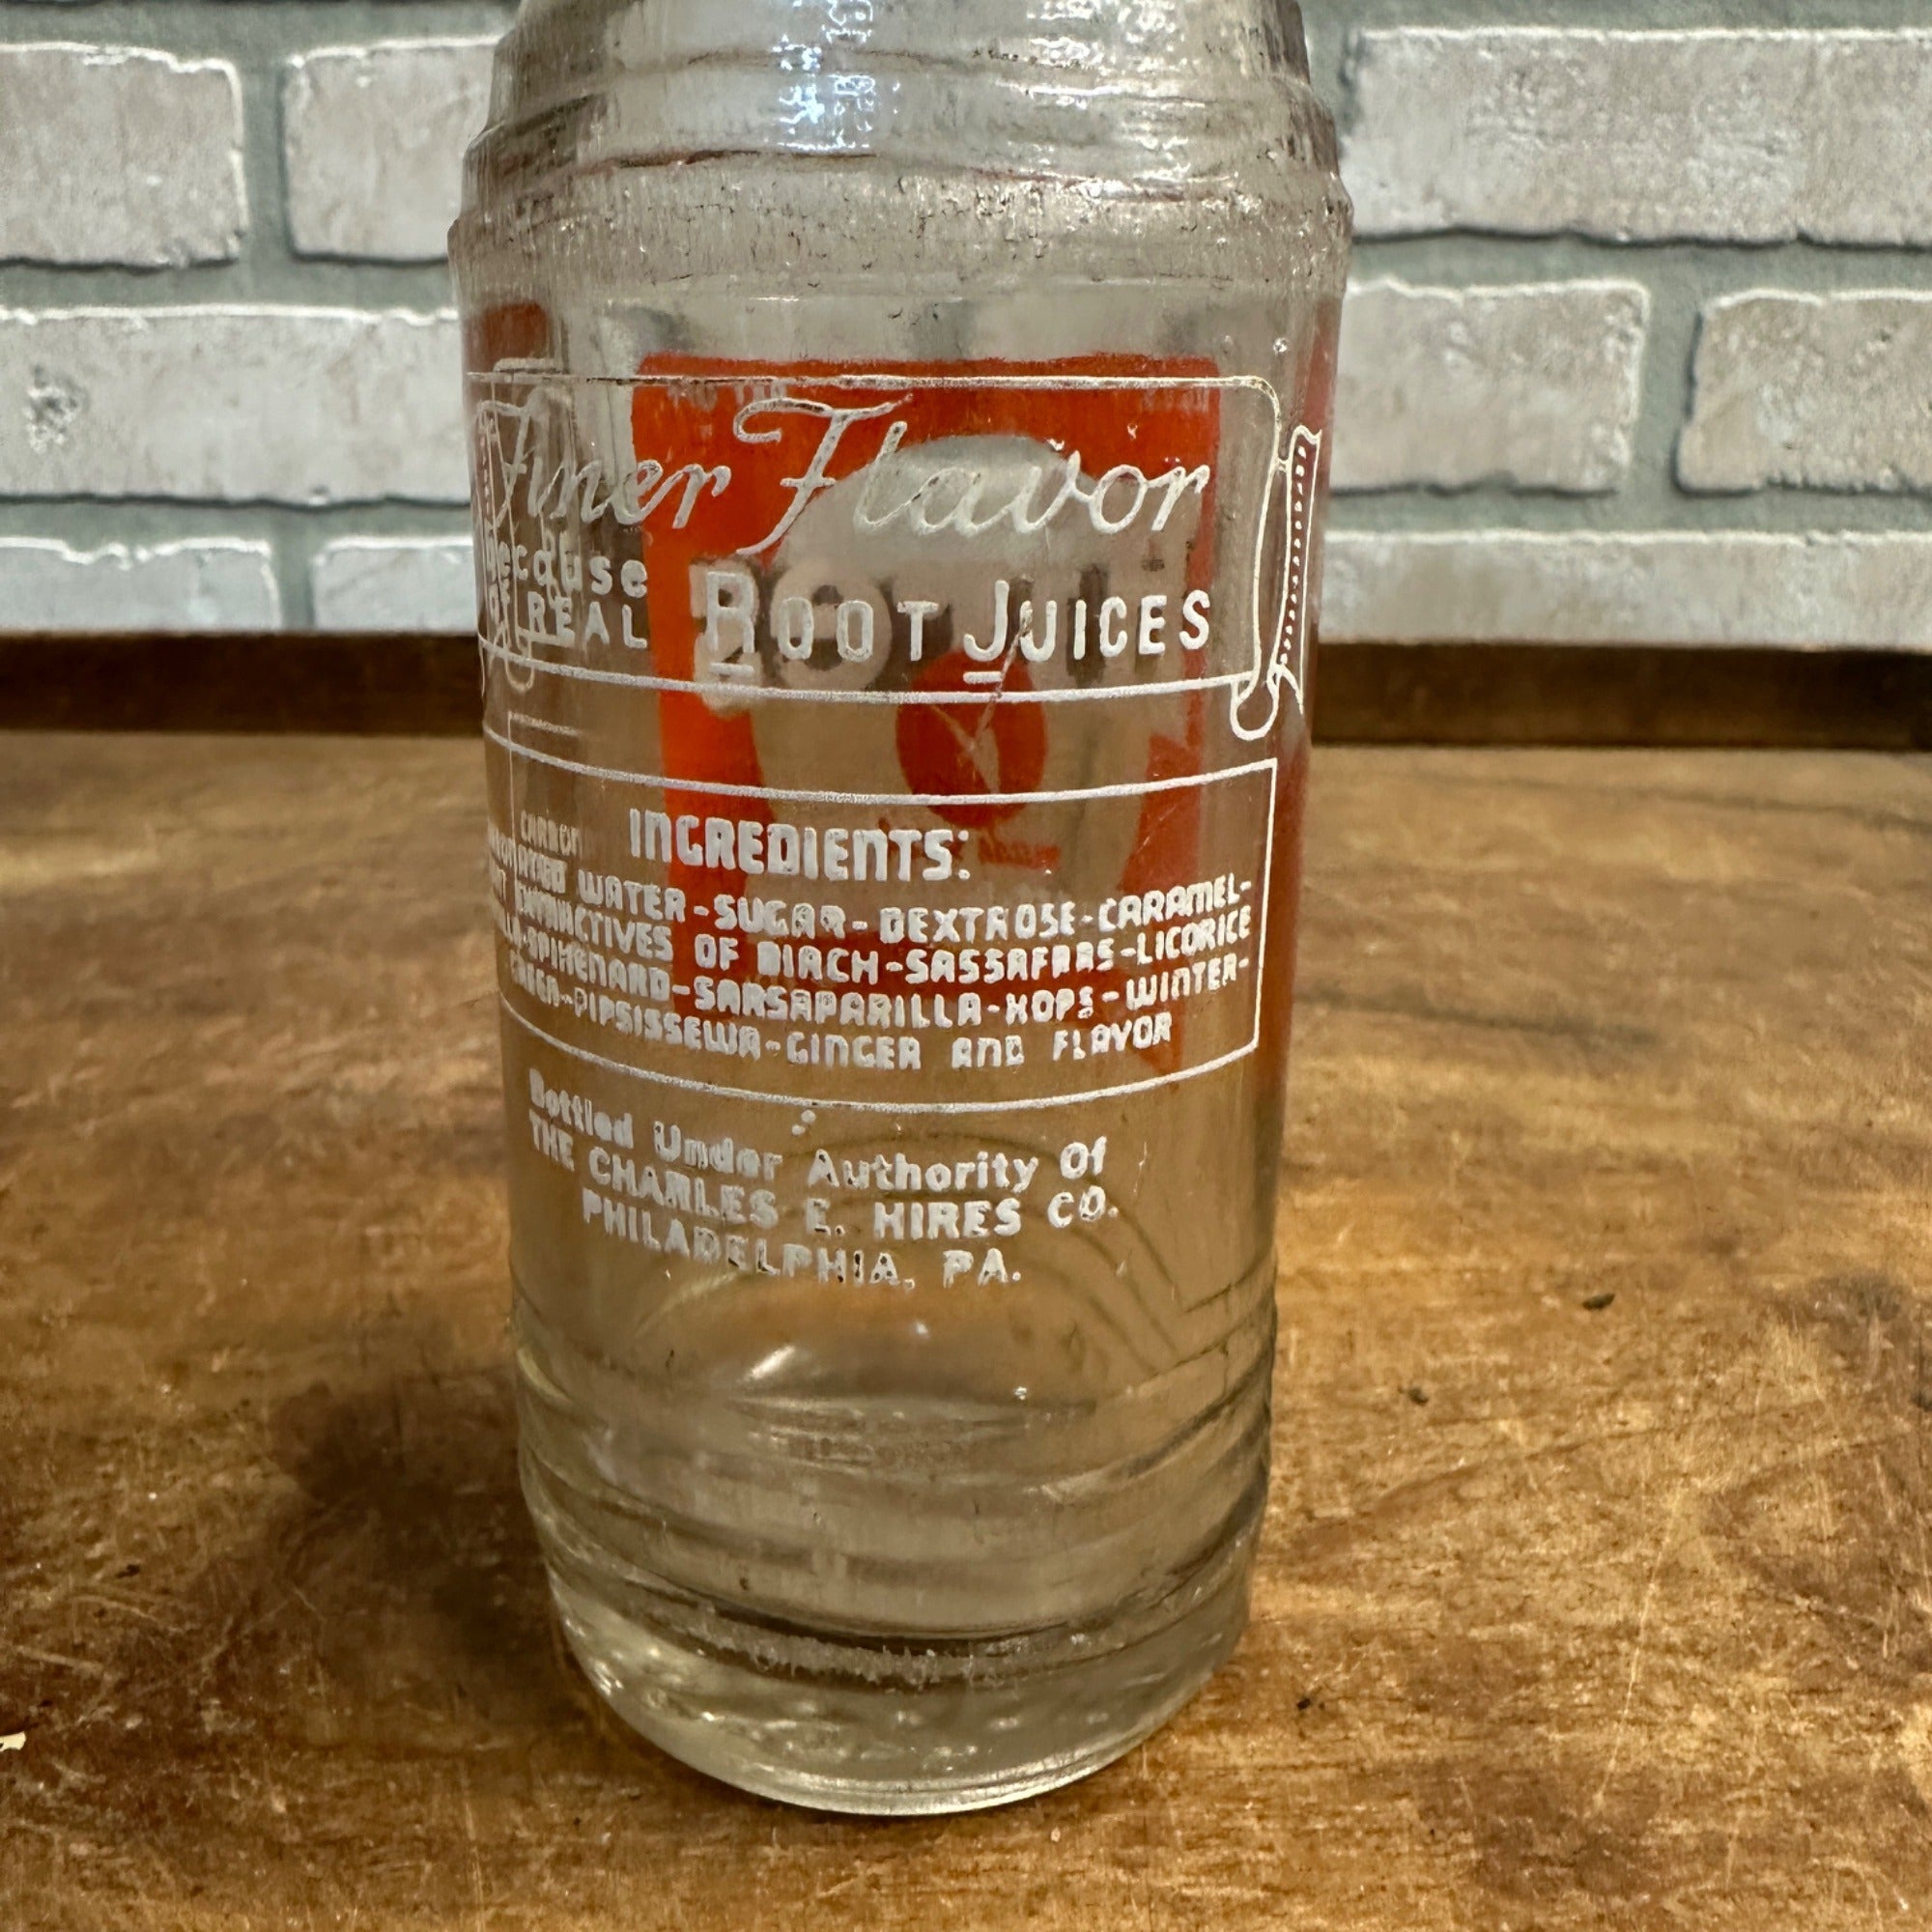 Finer Flavor
Because
OF REAL ROOT JUICES
INGREDIENTS:
WATER-SUGAR-DEXTROSE-CARAMEL-
OF BIRCH-SASSAFRAS-LICORICE
-SPIKENARD-SARSAPARILLA-HOPS-WINTER-
-PIPSISSEWA-GINGER AND FLAVOR
Bottled Under Authority Of
THE CHARLES E. HIRES CO.
PHILADELPHIA, PA.